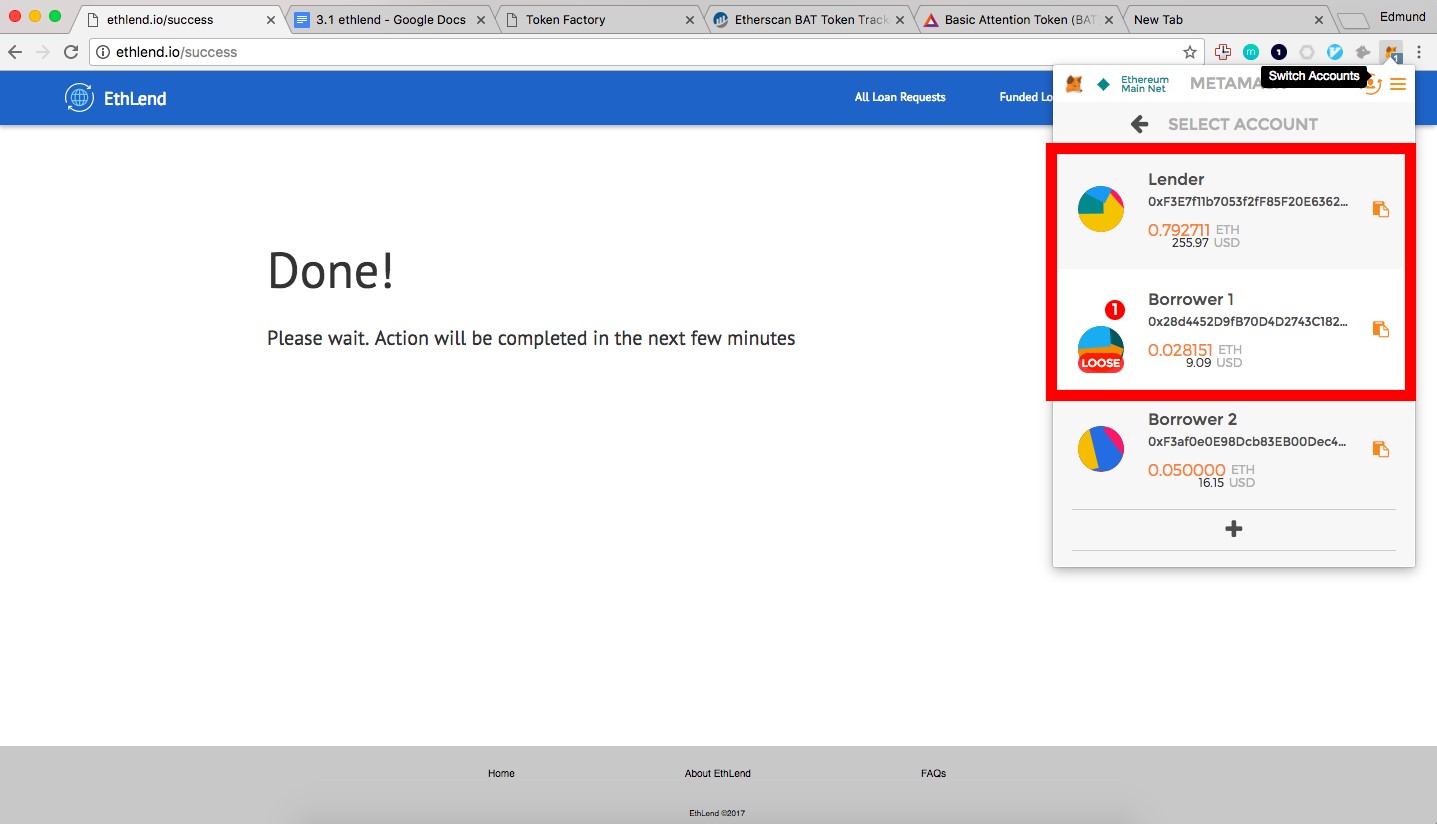 ethlend.io/success
3.1 ethlend - Google Docs
Token Factory
Etherscan BAT Token Track
Basic Attention Token (BAT
New Tab
Edmund
ethlend.io/success
1
1
EthLend
All Loan Requests
Funded Lo
Ethereum
Main Net
METAMA
Switch Accounts
SELECT ACCOUNT
Lender
0xF3E7f11b7053f2fF85F20E6362...
0.792711 ETH
255.97 USD
1
Borrower 1
0x28d4452D9fB70D4D2743C182...
0.028151 ETH
LOOSE
9.09 USD
Borrower 2
0xF3af0e0E98Dcb83EB00Dec4...
0.050000 ETH
16.15 USD
Done!
Please wait. Action will be completed in the next few minutes
Home
About EthLend
FAQs
EthLend ©2017